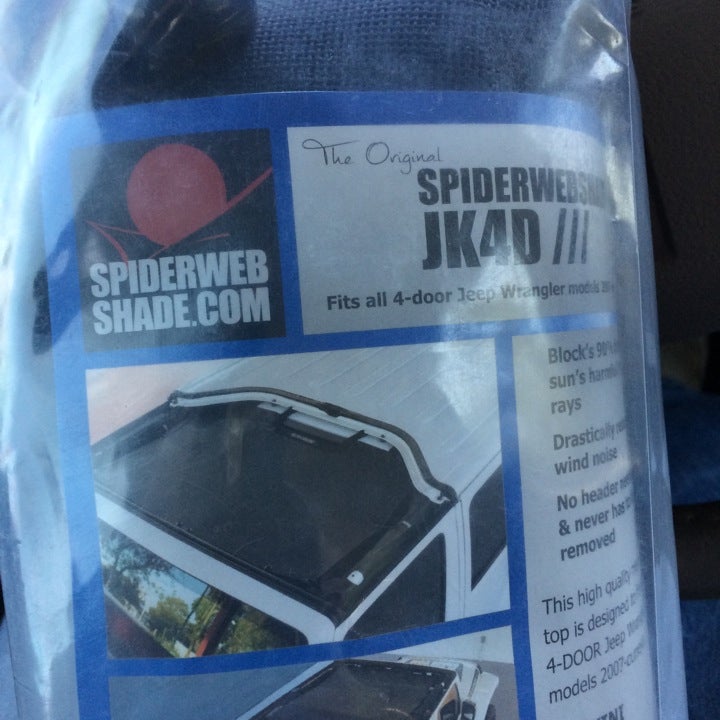 The Original
SPIDERWEBSHA
JK4D ///
Fits all 4-door Jeep Wrangler models
SPIDERWEB
SHADE.COM
Block's 90%
sun's
rays
Drastically
wind noise
No header
& never has
removed
This high quality
top is designed
4-DOOR Jeep
models 2007-